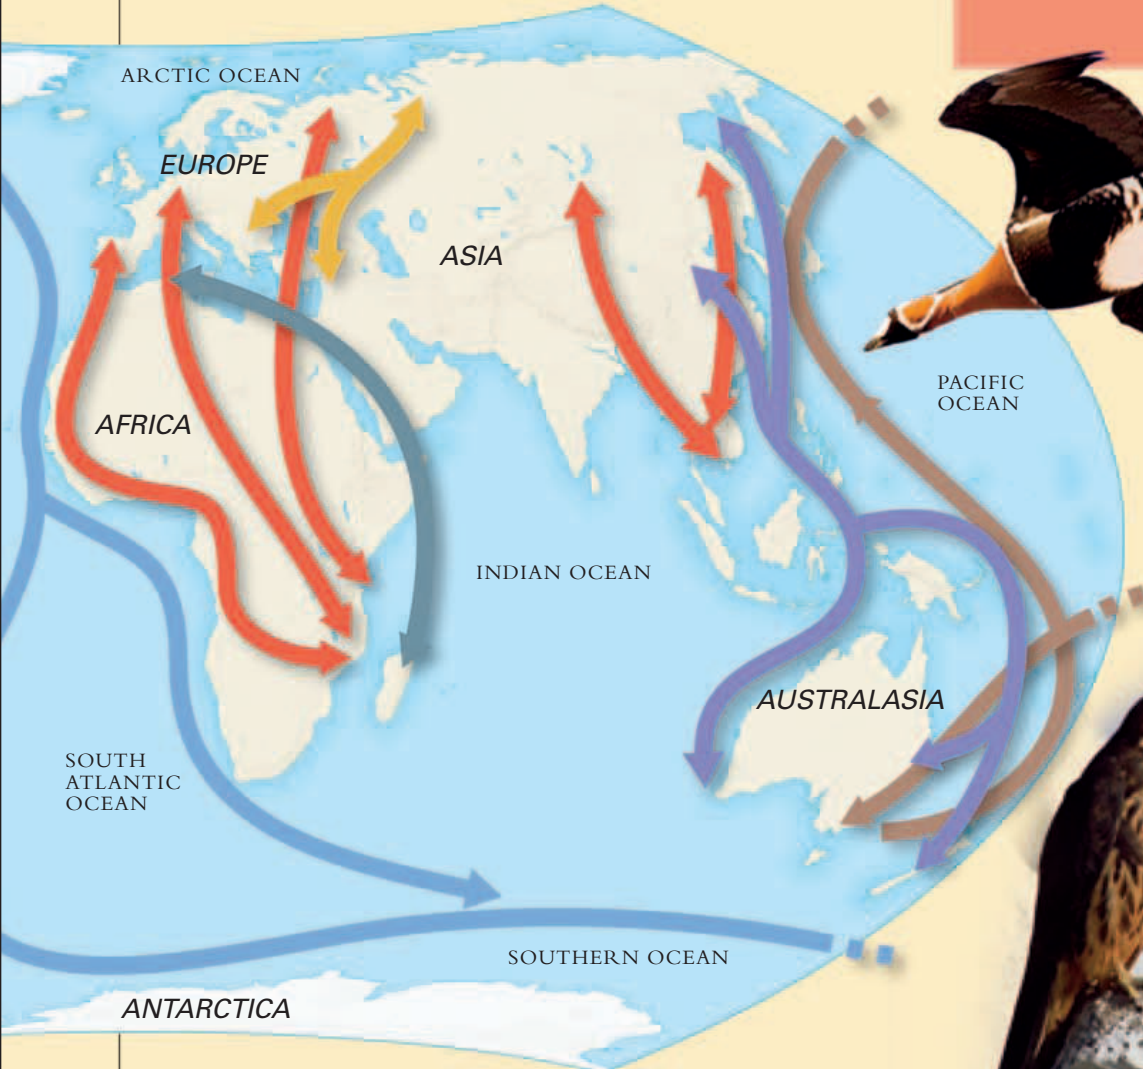 ARCTIC OCEAN
EUROPE
ASIA
PACIFIC
OCEAN
AFRICA
INDIAN OCEAN
AUSTRALASIA
SOUTH
ATLANTIC
OCEAN
SOUTHERN OCEAN
ANTARCTICA